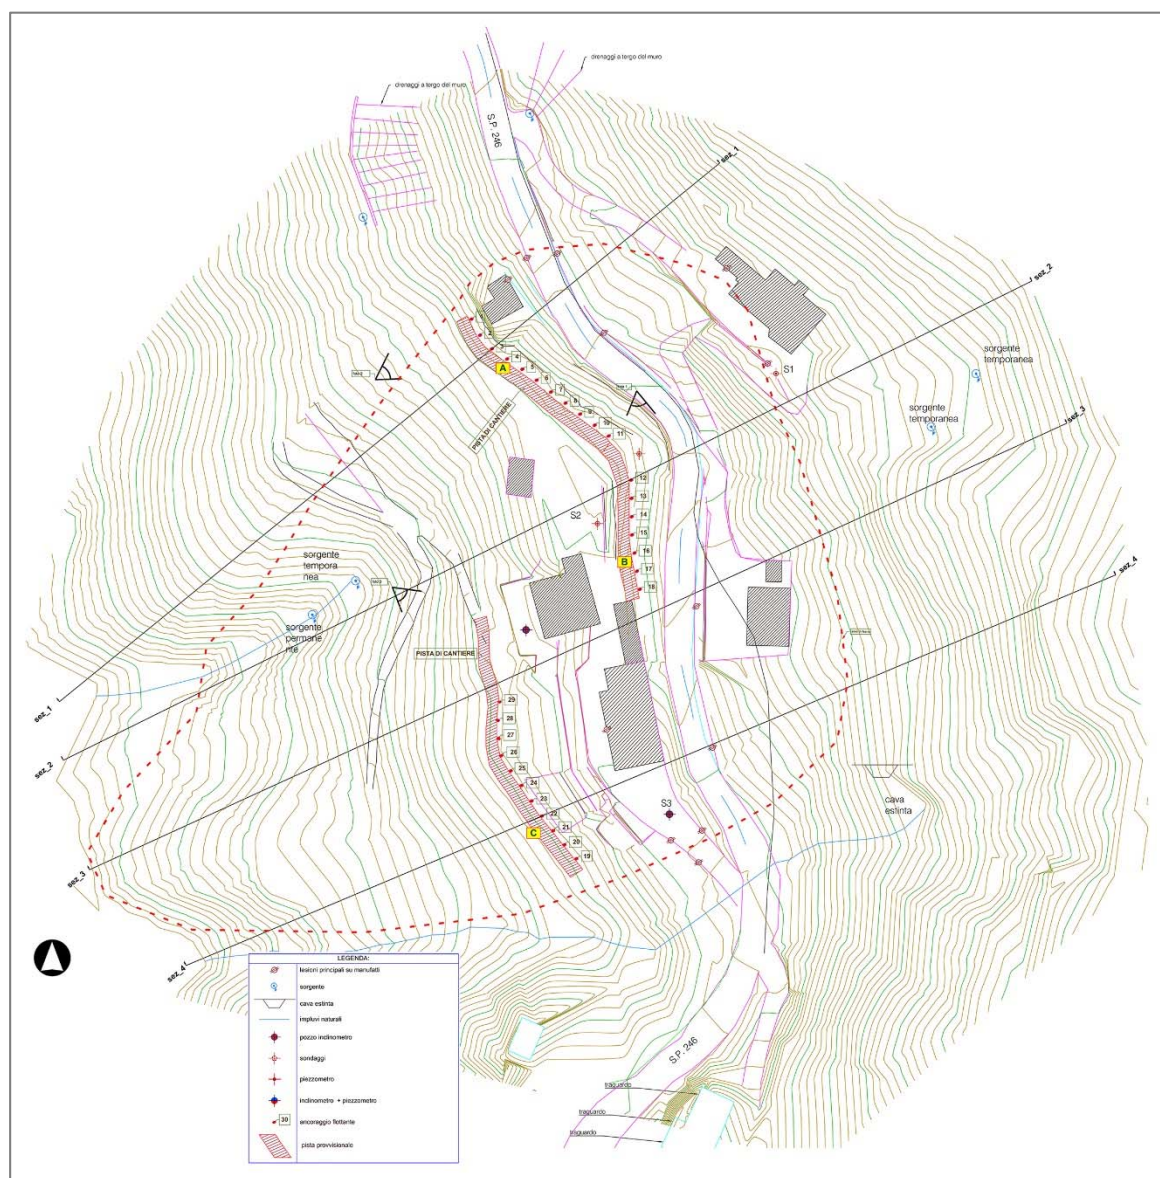 drenaggi a tergo del muro
drenaggi a tergo del muro
S.P. 246
sez_1
sez_2
sorgente
temporanea
S1
sorgente
temporanea
sez_3
1
2
3
4
5
6
7
8
9
10
11
A
PISTA DI CANTIERE
12
13
14
15
16
17
18
S2
B
sez_4
sorgente
tempora
nea
sorgente
permane
nte
PISTA DI CANTIERE
sez_1
sez_2
29
28
27
26
25
24
23
22
21
20
19
C
S3
cava
estinta
sez_3
sez_4
S.P. 246
traguardo
traguardo
traguardo
LEGENDA:
lesioni principali su manufatti
sorgente
cava estinta
impluvi naturali
pozzo inclinometro
sondaggi
piezzometro
inclinometro + piezzometro
30 ancoraggio flottante
pista provvisionale